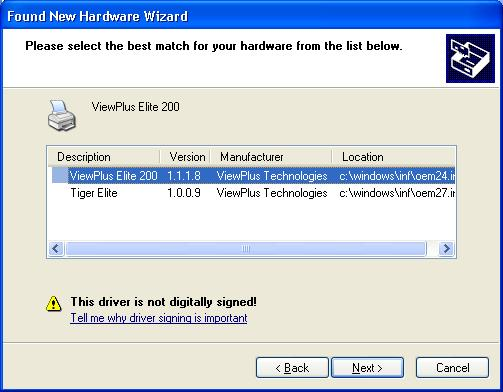 Found New Hardware Wizard
Please select the best match for your hardware from the list below.
ViewPlus Elite 200
Description Version Manufacturer Location
ViewPlus Elite 200 1.1.1.8 ViewPlus Technologies c:\windows\inf\oem24.in
Tiger Elite 1.0.0.9 ViewPlus Technologies c:\windows\inf\oem27.in
This driver is not digitally signed!
Tell me why driver signing is important
< Back Next > Cancel